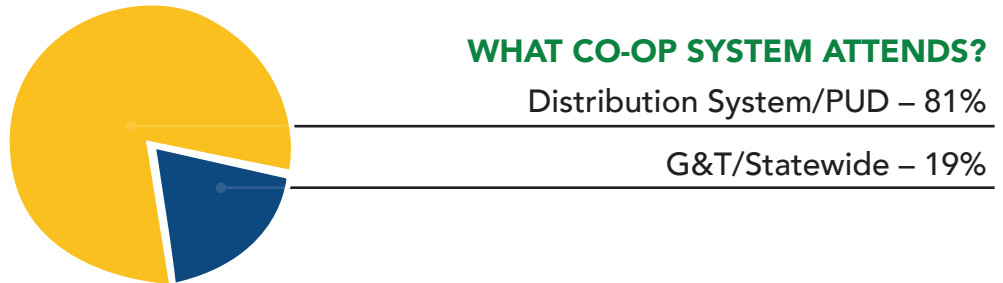 WHAT CO-OP SYSTEM ATTENDS?
Distribution System/PUD – 81%
G&T/Statewide – 19%